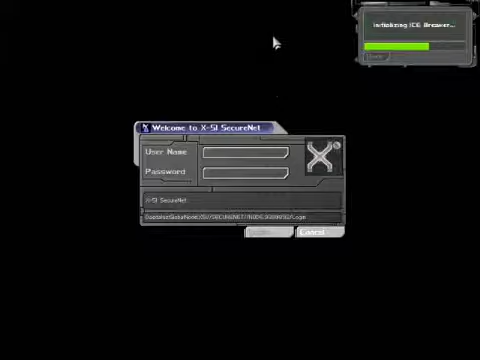 Initializing ICE Breaker...
Welcome to X-51 SecureNet
User Name
Password
X-51 SecureNet
Cancel